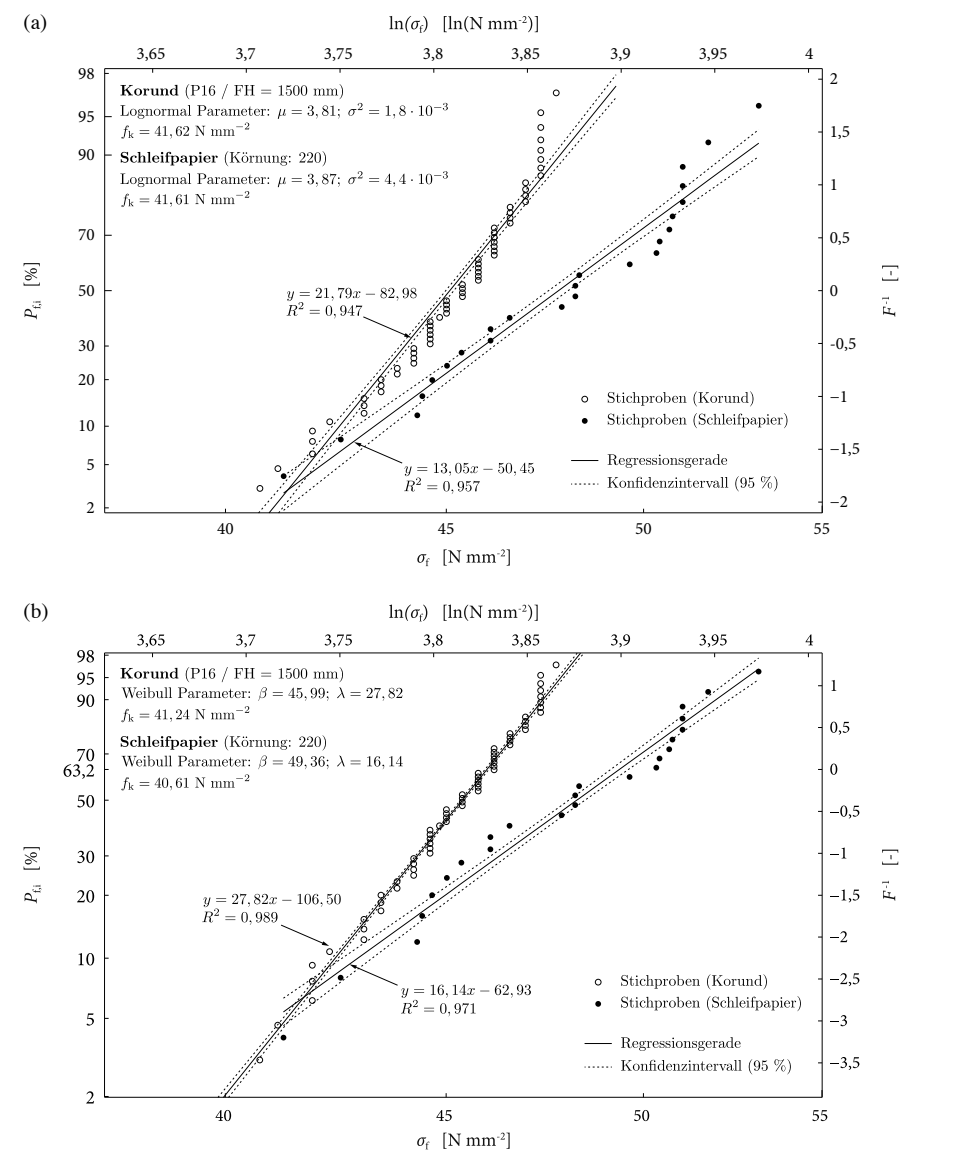 (a)
ln(σf) [ln(N mm-2)]
3,65 3,7 3,75 3,8 3,85 3,9 3,95 4
Korund (P16 / FH = 1500 mm)
Lognormal Parameter: μ = 3,81; σ² = 1,8·10⁻³
fk = 41,62 N mm⁻²
Schleifpapier (Körnung: 220)
Lognormal Parameter: μ = 3,87; σ² = 4,4·10⁻³
fk = 41,61 N mm⁻²
98
95
90
70
50
30
20
10
5
2
Pf,i [%]
y = 21,79x − 82,98
R² = 0,947
y = 13,05x − 50,45
R² = 0,957
Stichproben (Korund)
Stichproben (Schleifpapier)
Regressionsgerade
Konfidenzintervall (95 %)
2
1,5
1
0,5
0
-0,5
−1
−1,5
−2
F-1 [-]
40 45 50 55
σf [N mm-2]
(b)
ln(σf) [ln(N mm-2)]
3,65 3,7 3,75 3,8 3,85 3,9 3,95 4
Korund (P16 / FH = 1500 mm)
Weibull Parameter: β = 45,99; λ = 27,82
fk = 41,24 N mm⁻²
Schleifpapier (Körnung: 220)
Weibull Parameter: β = 49,36; λ = 16,14
fk = 40,61 N mm⁻²
98
95
90
70
63,2
50
30
20
10
5
2
Pf,i [%]
y = 27,82x − 106,50
R² = 0,989
y = 16,14x − 62,93
R² = 0,971
Stichproben (Korund)
Stichproben (Schleifpapier)
Regressionsgerade
Konfidenzintervall (95 %)
1
0,5
0
−0,5
−1
−1,5
−2
−2,5
−3
−3,5
F-1 [-]
40 45 50 55
σf [N mm-2]